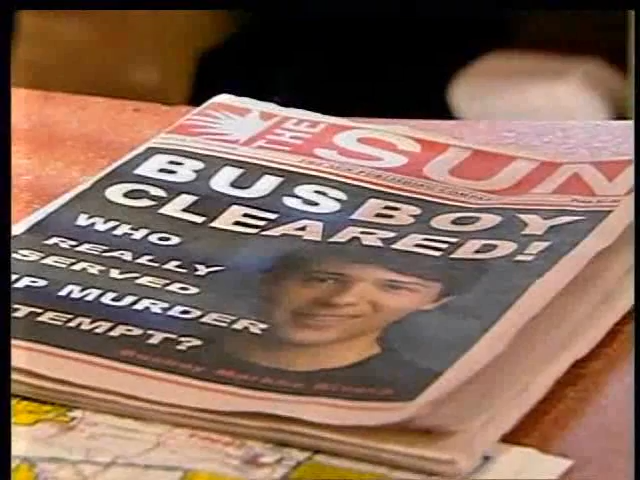 THE SUN
BUSBOY
CLEARED!
WHO
REALLY
SERVED
UP MURDER
TEMPT?